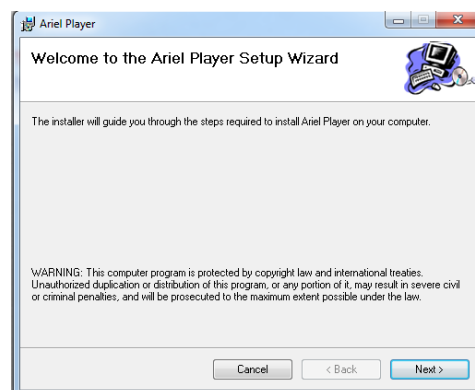 Ariel Player
Welcome to the Ariel Player Setup Wizard
The installer will guide you through the steps required to install Ariel Player on your computer.
WARNING: This computer program is protected by copyright law and international treaties.
Unauthorized duplication or distribution of this program, or any portion of it, may result in severe civil
or criminal penalties, and will be prosecuted to the maximum extent possible under the law.
Cancel < Back Next >